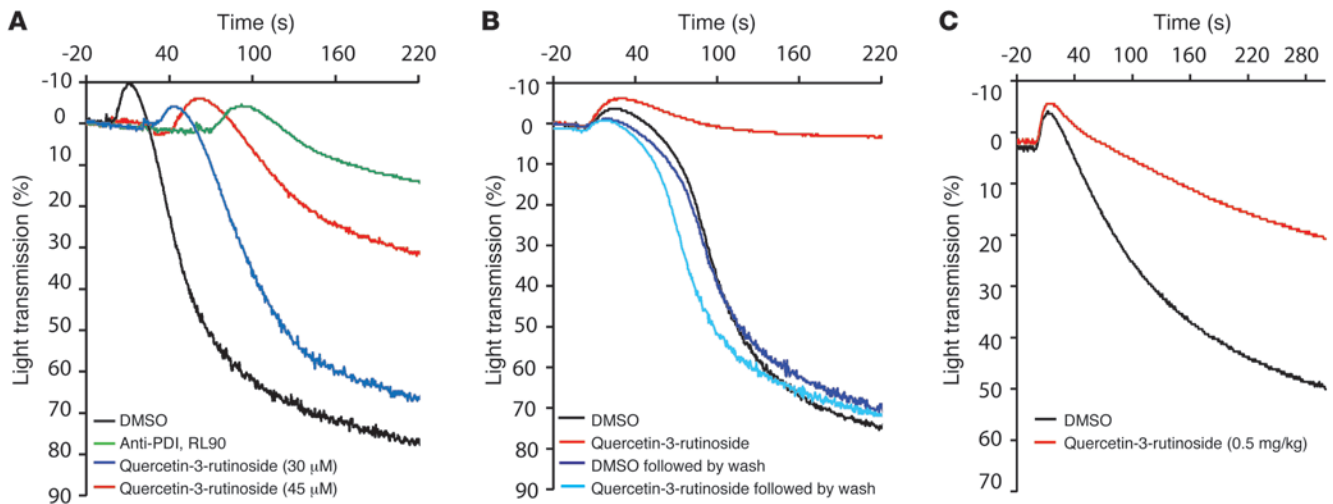 A
Time (s)
-20 40 100 160 220
-10
0
10
20
30
40
50
60
70
80
90
Light transmission (%)
DMSO
Anti-PDI, RL90
Quercetin-3-rutinoside (30 μM)
Quercetin-3-rutinoside (45 μM)
B
Time (s)
-20 40 100 160 220
-10
0
10
20
30
40
50
60
70
80
90
Light transmission (%)
DMSO
Quercetin-3-rutinoside
DMSO followed by wash
Quercetin-3-rutinoside followed by wash
C
Time (s)
-20 40 100 160 220 280
-10
0
10
20
30
40
50
60
70
Light transmission (%)
DMSO
Quercetin-3-rutinoside (0.5 mg/kg)